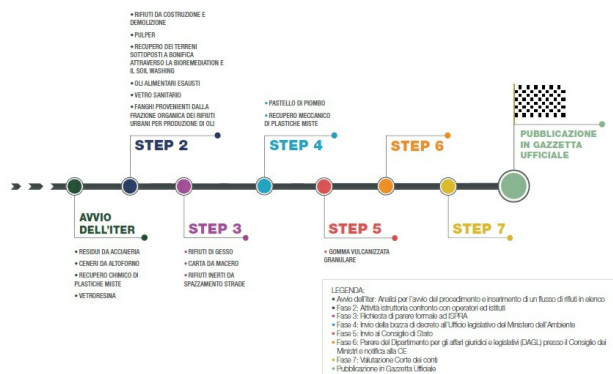 • RIFIUTI DA COSTRUZIONE E
DEMOLIZIONE
• PULPER
• RECUPERO DEI TERRENI
SOTTOPOSTI A BONIFICA
ATTRAVERSO LA BIOREMEDIATION E
IL SOIL WASHING
• OLI ALIMENTARI ESAUSTI
• VETRO SANITARIO
• FANGHI PROVENIENTI DALLA
FRAZIONE ORGANICA DEI RIFIUTI
URBANI PER PRODUZIONE DI OLI
STEP 2
• PASTELLO DI PIOMBO
• RECUPERO MECCANICO
DI PLASTICHE MISTE
STEP 4
STEP 6
PUBBLICAZIONE
IN GAZZETTA
UFFICIALE
AVVIO
DELL'ITER
• RESIDUI DA ACCIAIERIA
• CENERI DA ALTOFORNO
• RECUPERO CHIMICO DI
PLASTICHE MISTE
• VETRORESINA
STEP 3
• RIFIUTI DI GESSO
• CARTA DA MACERO
• RIFIUTI INERTI DA
SPAZZAMENTO STRADE
STEP 5
• GOMMA VULCANIZZATA
GRANULARE
STEP 7
LEGENDA:
• Avvio dell'iter: Analisi per l'avvio del procedimento e inserimento di un flusso di rifiuti in elenco
• Fase 2: Attività istruttoria confronto con operatori ed istituti
• Fase 3: Richiesta di parere formale ad ISPRA
• Fase 4: Invio della bozza di decreto all'Ufficio legislativo del Ministero dell'Ambiente
• Fase 5: Invio al Consiglio di Stato
• Fase 6: Parere del Dipartimento per gli affari giuridici e legislativi (DAGL) presso il Consiglio dei
Ministri e notifica alla CE
• Fase 7: Valutazione Corte dei conti
• Pubblicazione in Gazzetta Ufficiale